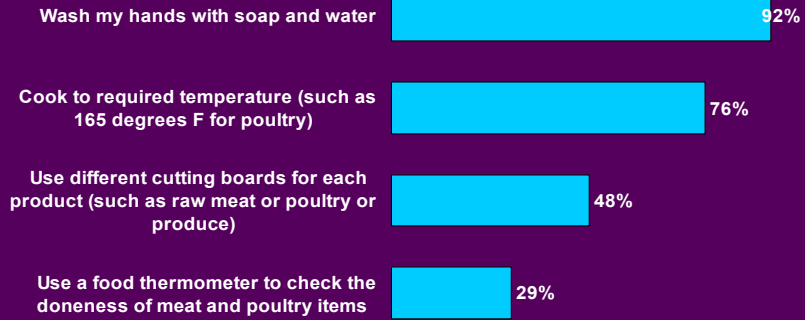 Wash my hands with soap and water
92%
Cook to required temperature (such as
165 degrees F for poultry)
76%
Use different cutting boards for each
product (such as raw meat or poultry or
produce)
48%
Use a food thermometer to check the
doneness of meat and poultry items
29%